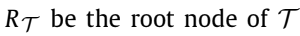 R𝒯 be the root node of 𝒯